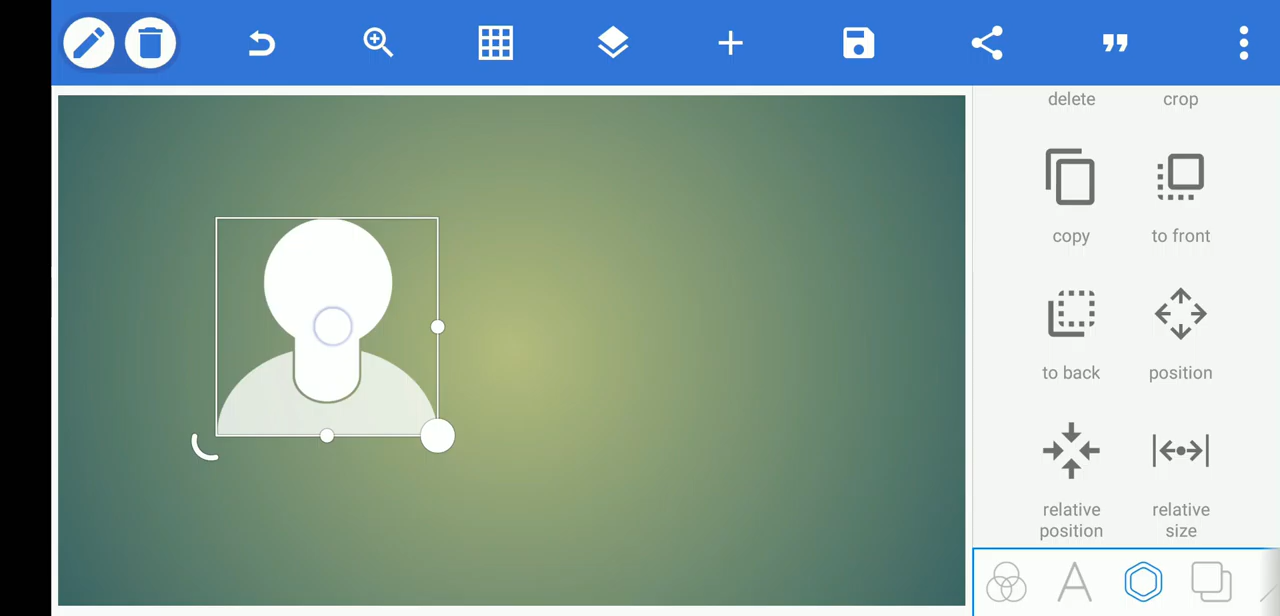 delete crop
copy to front
to back position
relative position
relative size